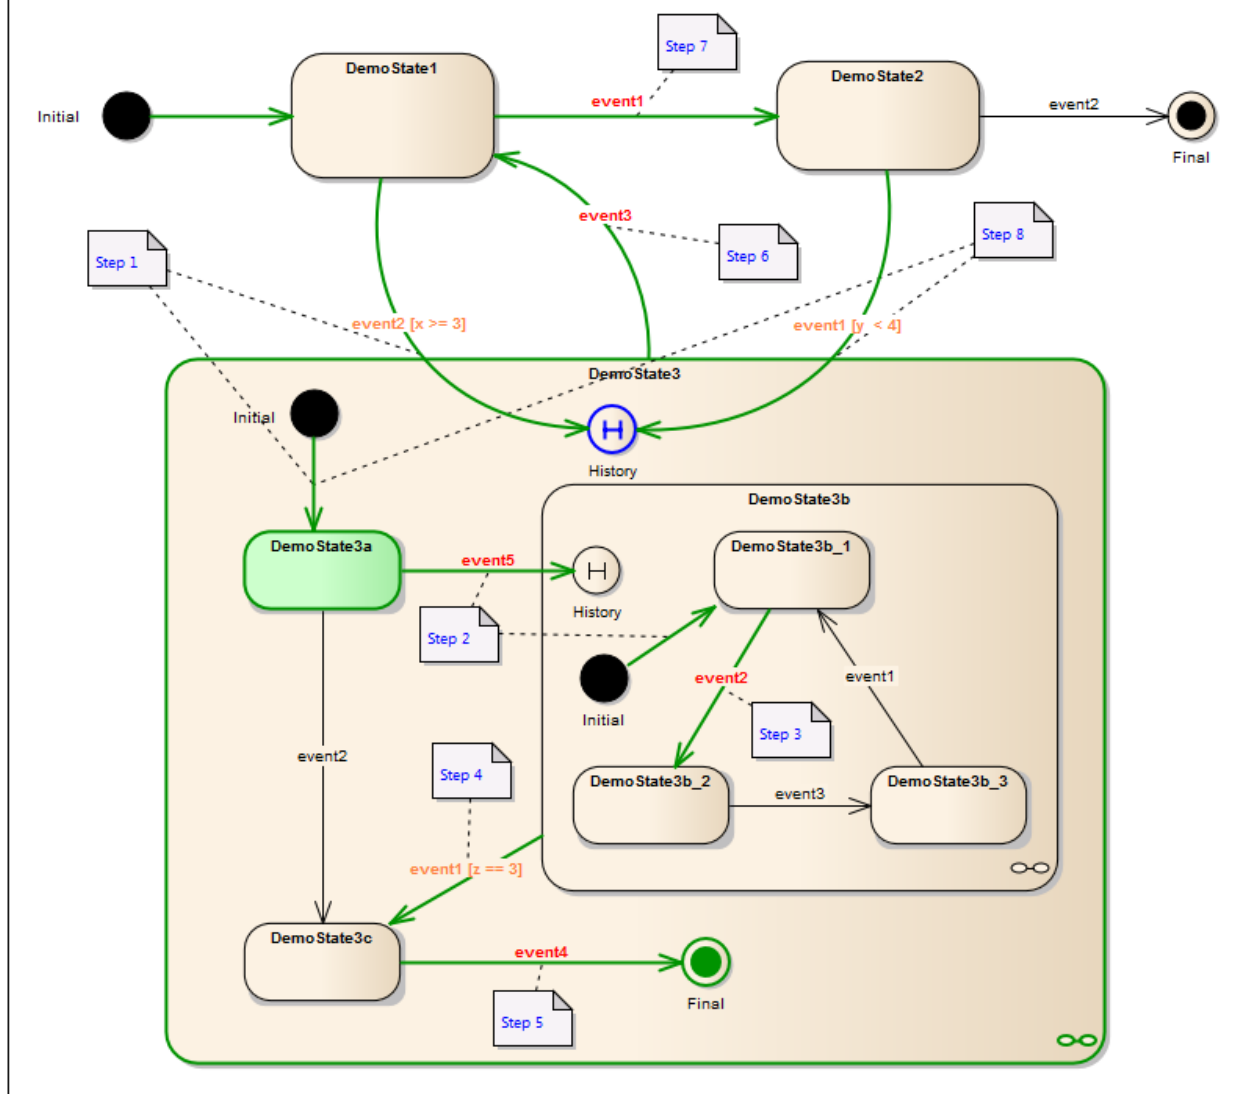 Step 7
DemoState1
DemoState2
event1
event2
Initial
Final
event3
Step 1
Step 6
Step 8
event2 [x >= 3]
event1 [y < 4]
DemoState3
Initial
H
History
DemoState3b
DemoState3a
DemoState3b_1
event5
H
History
Step 2
event2
event1
Initial
Step 3
event2
Step 4
DemoState3b_2
event3
DemoState3b_3
event1 [z == 3]
DemoState3c
event4
Final
Step 5